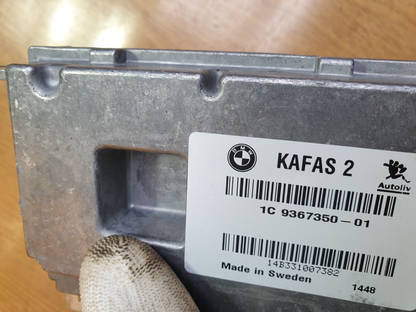 BMW
KAFAS 2
Autoliv
1C 9367350-01
14B331007382
Made in Sweden
1448